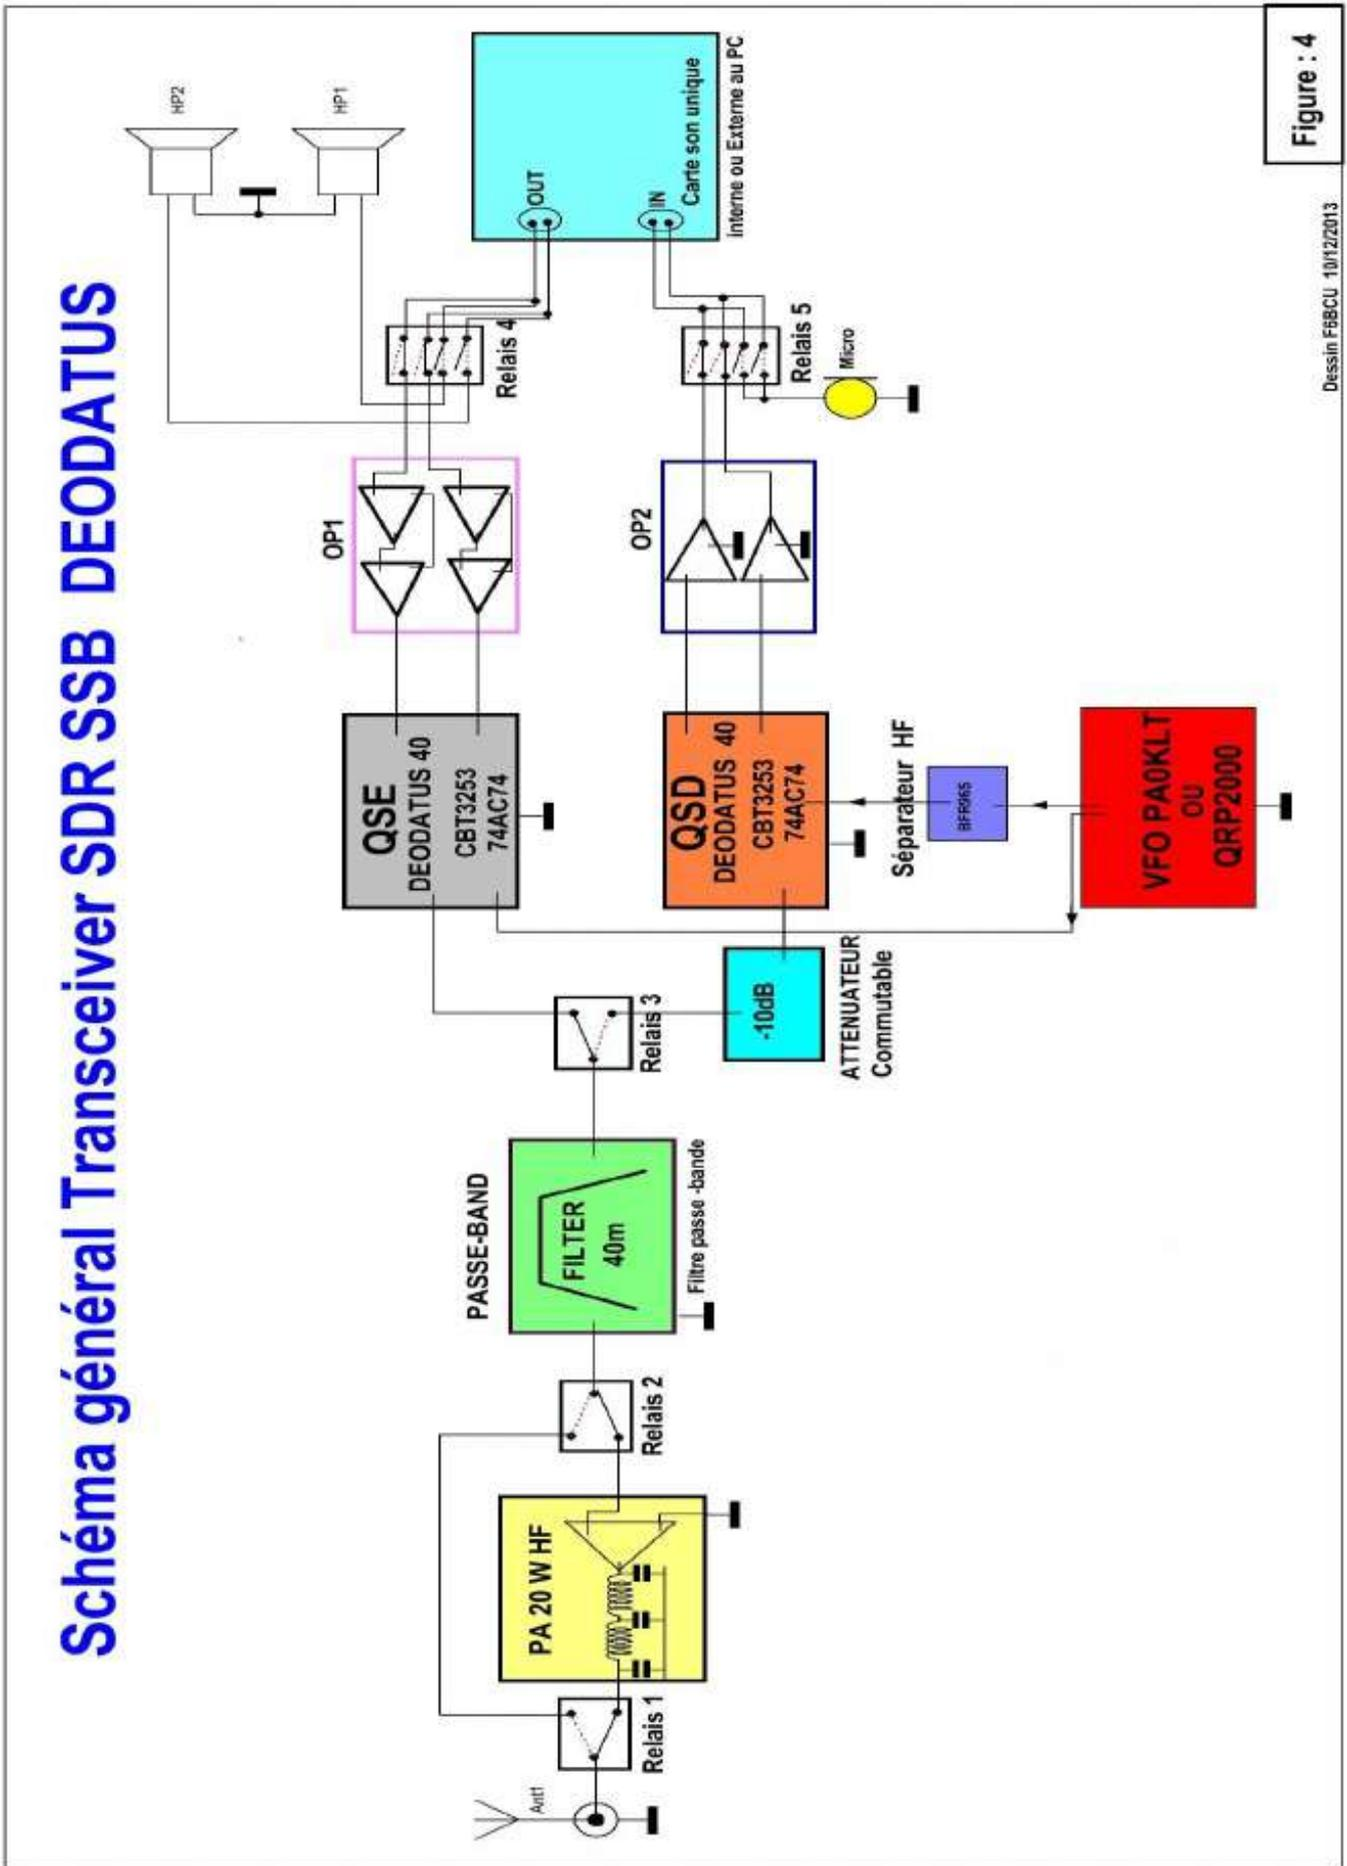 Schéma général Transceiver SDR SSB DEODATUS
HP2
HP1
OP1
Relais 4
OUT
IN
Carte son unique
interne ou Externe au PC
QSE
DEODATUS 40
CBT3253
74AC74
PASSE-BAND
FILTER
40m
Filtre passe -bande
PA 20 W HF
Ant1
Relais 1
Relais 2
Relais 3
-10dB
ATTENUATEUR
Commutable
QSD
DEODATUS 40
CBT3253
74AC74
OP2
Relais 5
Micro
Séparateur HF
BFR96S
VFO PA0KLT
OU
QRP2000
Dessin F6BCU 10/12/2013
Figure : 4